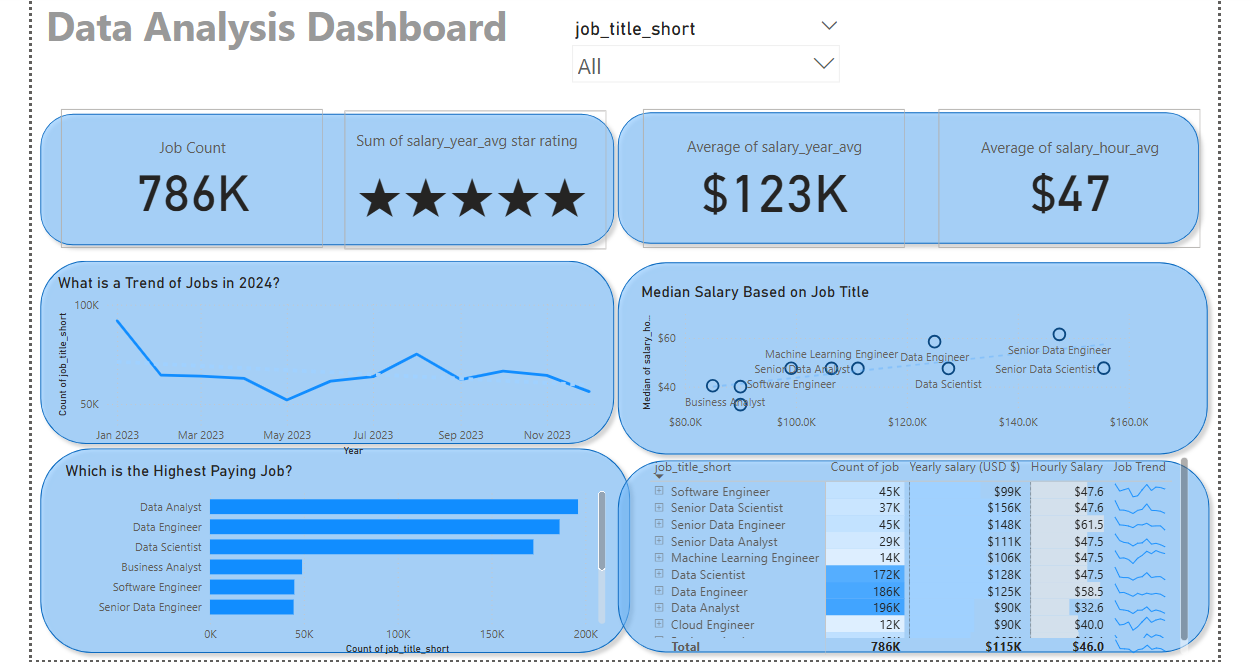 Data Analysis Dashboard
job_title_short
All
Job Count
786K
Sum of salary_year_avg star rating
★★★★★
Average of salary_year_avg
$123K
Average of salary_hour_avg
$47
What is a Trend of Jobs in 2024?
Count of job_title_short
100K
50K
Jan 2023 Mar 2023 May 2023 Jul 2023 Sep 2023 Nov 2023
Year
Median Salary Based on Job Title
Median of salary_ho...
$60
$40
Machine Learning Engineer
Data Engineer
Senior Data Engineer
Senior Data Analyst
Senior Data Scientist
Software Engineer
Data Scientist
Business Analyst
$80.0K $100.0K $120.0K $140.0K $160.0K
Which is the Highest Paying Job?
Data Analyst
Data Engineer
Data Scientist
Business Analyst
Software Engineer
Senior Data Engineer
0K 50K 100K 150K 200K
Count of job_title_short
job_title_short Count of job Yearly salary (USD $) Hourly Salary Job Trend
Software Engineer 45K $99K $47.6
Senior Data Scientist 37K $156K $47.6
Senior Data Engineer 45K $148K $61.5
Senior Data Analyst 29K $111K $47.5
Machine Learning Engineer 14K $106K $47.5
Data Scientist 172K $128K $47.5
Data Engineer 186K $125K $58.5
Data Analyst 196K $90K $32.6
Cloud Engineer 12K $90K $40.0
Total 786K $115K $46.0